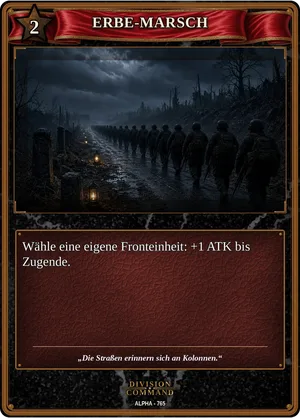 2
ERBE-MARSCH
Wähle eine eigene Fronteinheit: +1 ATK bis
Zugende.
„Die Straßen erinnern sich an Kolonnen.“
DIVISION
COMMAND
ALPHA - 765